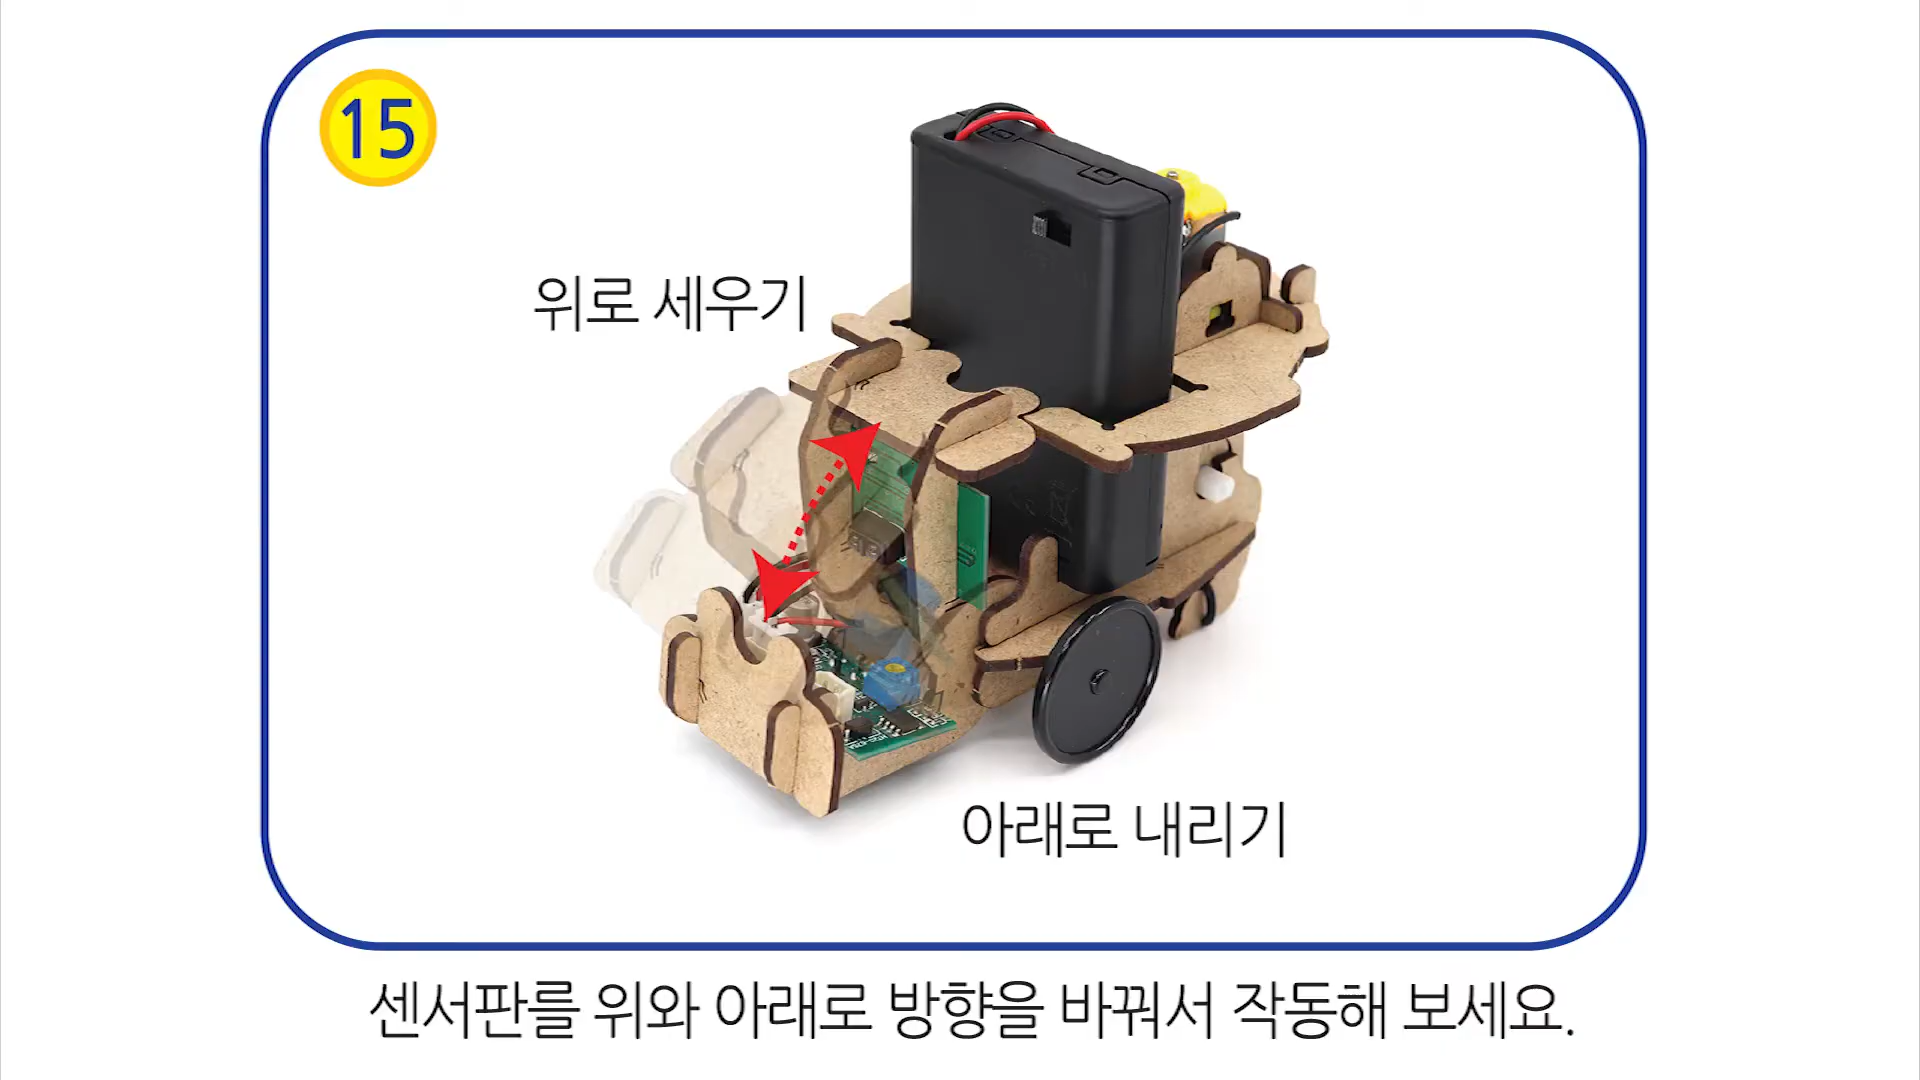 15
위로 세우기
아래로 내리기
센서판를 위와 아래로 방향을 바꿔서 작동해 보세요.